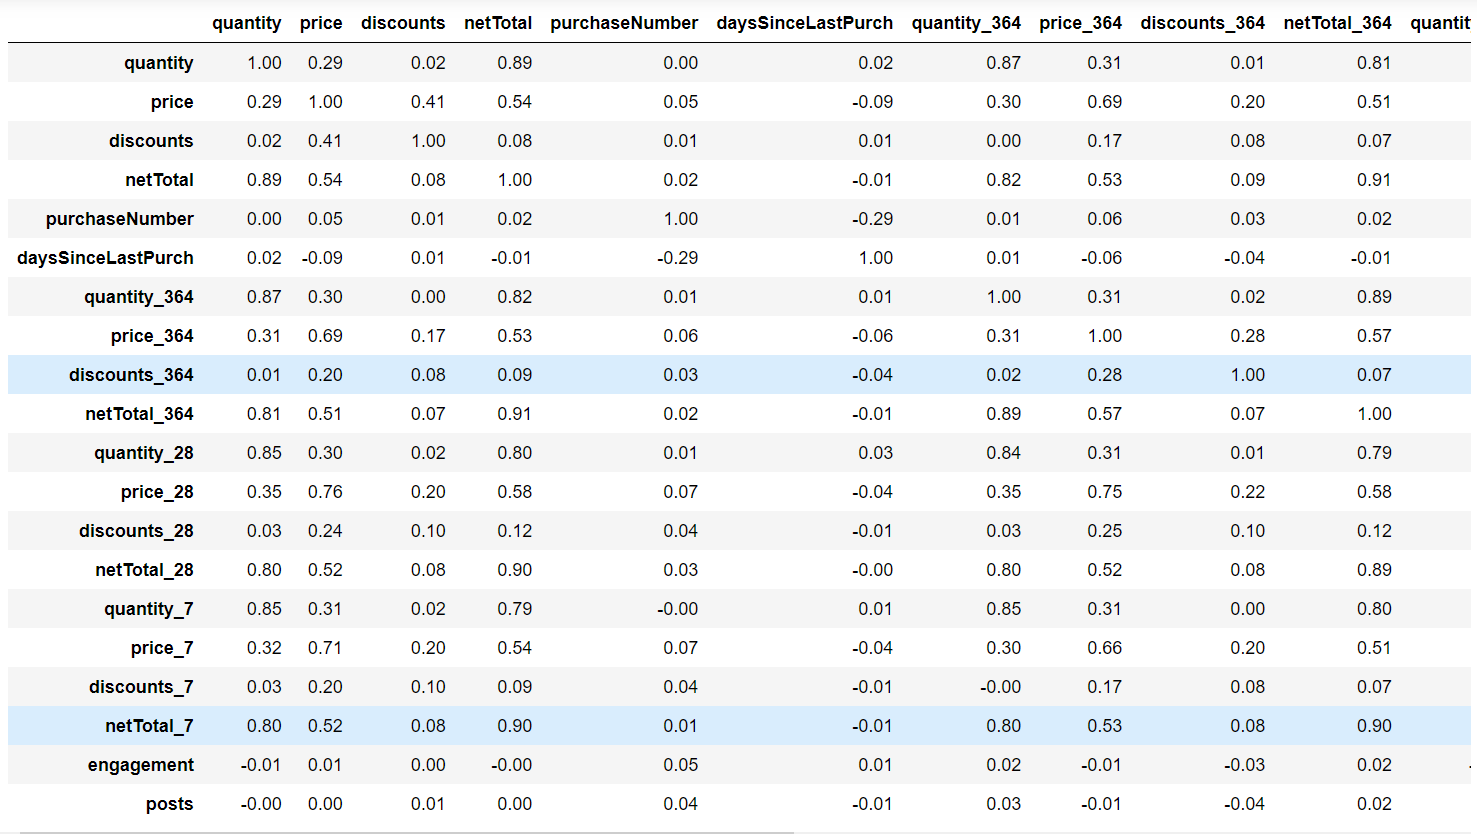 quantity price discounts netTotal purchaseNumber daysSinceLastPurch quantity_364 price_364 discounts_364 netTotal_364 quantit
quantity 1.00 0.29 0.02 0.89 0.00 0.02 0.87 0.31 0.01 0.81
price 0.29 1.00 0.41 0.54 0.05 -0.09 0.30 0.69 0.20 0.51
discounts 0.02 0.41 1.00 0.08 0.01 0.01 0.00 0.17 0.08 0.07
netTotal 0.89 0.54 0.08 1.00 0.02 -0.01 0.82 0.53 0.09 0.91
purchaseNumber 0.00 0.05 0.01 0.02 1.00 -0.29 0.01 0.06 0.03 0.02
daysSinceLastPurch 0.02 -0.09 0.01 -0.01 -0.29 1.00 0.01 -0.06 -0.04 -0.01
quantity_364 0.87 0.30 0.00 0.82 0.01 0.01 1.00 0.31 0.02 0.89
price_364 0.31 0.69 0.17 0.53 0.06 -0.06 0.31 1.00 0.28 0.57
discounts_364 0.01 0.20 0.08 0.09 0.03 -0.04 0.02 0.28 1.00 0.07
netTotal_364 0.81 0.51 0.07 0.91 0.02 -0.01 0.89 0.57 0.07 1.00
quantity_28 0.85 0.30 0.02 0.80 0.01 0.03 0.84 0.31 0.01 0.79
price_28 0.35 0.76 0.20 0.58 0.07 -0.04 0.35 0.75 0.22 0.58
discounts_28 0.03 0.24 0.10 0.12 0.04 -0.01 0.03 0.25 0.10 0.12
netTotal_28 0.80 0.52 0.08 0.90 0.03 -0.00 0.80 0.52 0.08 0.89
quantity_7 0.85 0.31 0.02 0.79 -0.00 0.01 0.85 0.31 0.00 0.80
price_7 0.32 0.71 0.20 0.54 0.07 -0.04 0.30 0.66 0.20 0.51
discounts_7 0.03 0.20 0.10 0.09 0.04 -0.01 -0.00 0.17 0.08 0.07
netTotal_7 0.80 0.52 0.08 0.90 0.01 -0.01 0.80 0.53 0.08 0.90
engagement -0.01 0.01 0.00 -0.00 0.05 0.01 0.02 -0.01 -0.03 0.02
posts -0.00 0.00 0.01 0.00 0.04 -0.01 0.03 -0.01 -0.04 0.02